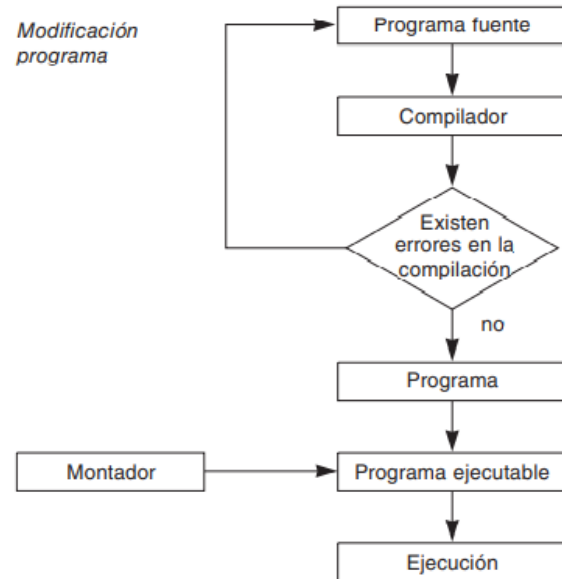 Modificación
programa
Programa fuente
Compilador
Existen
errores en la
compilación
no
Programa
Montador
Programa ejecutable
Ejecución